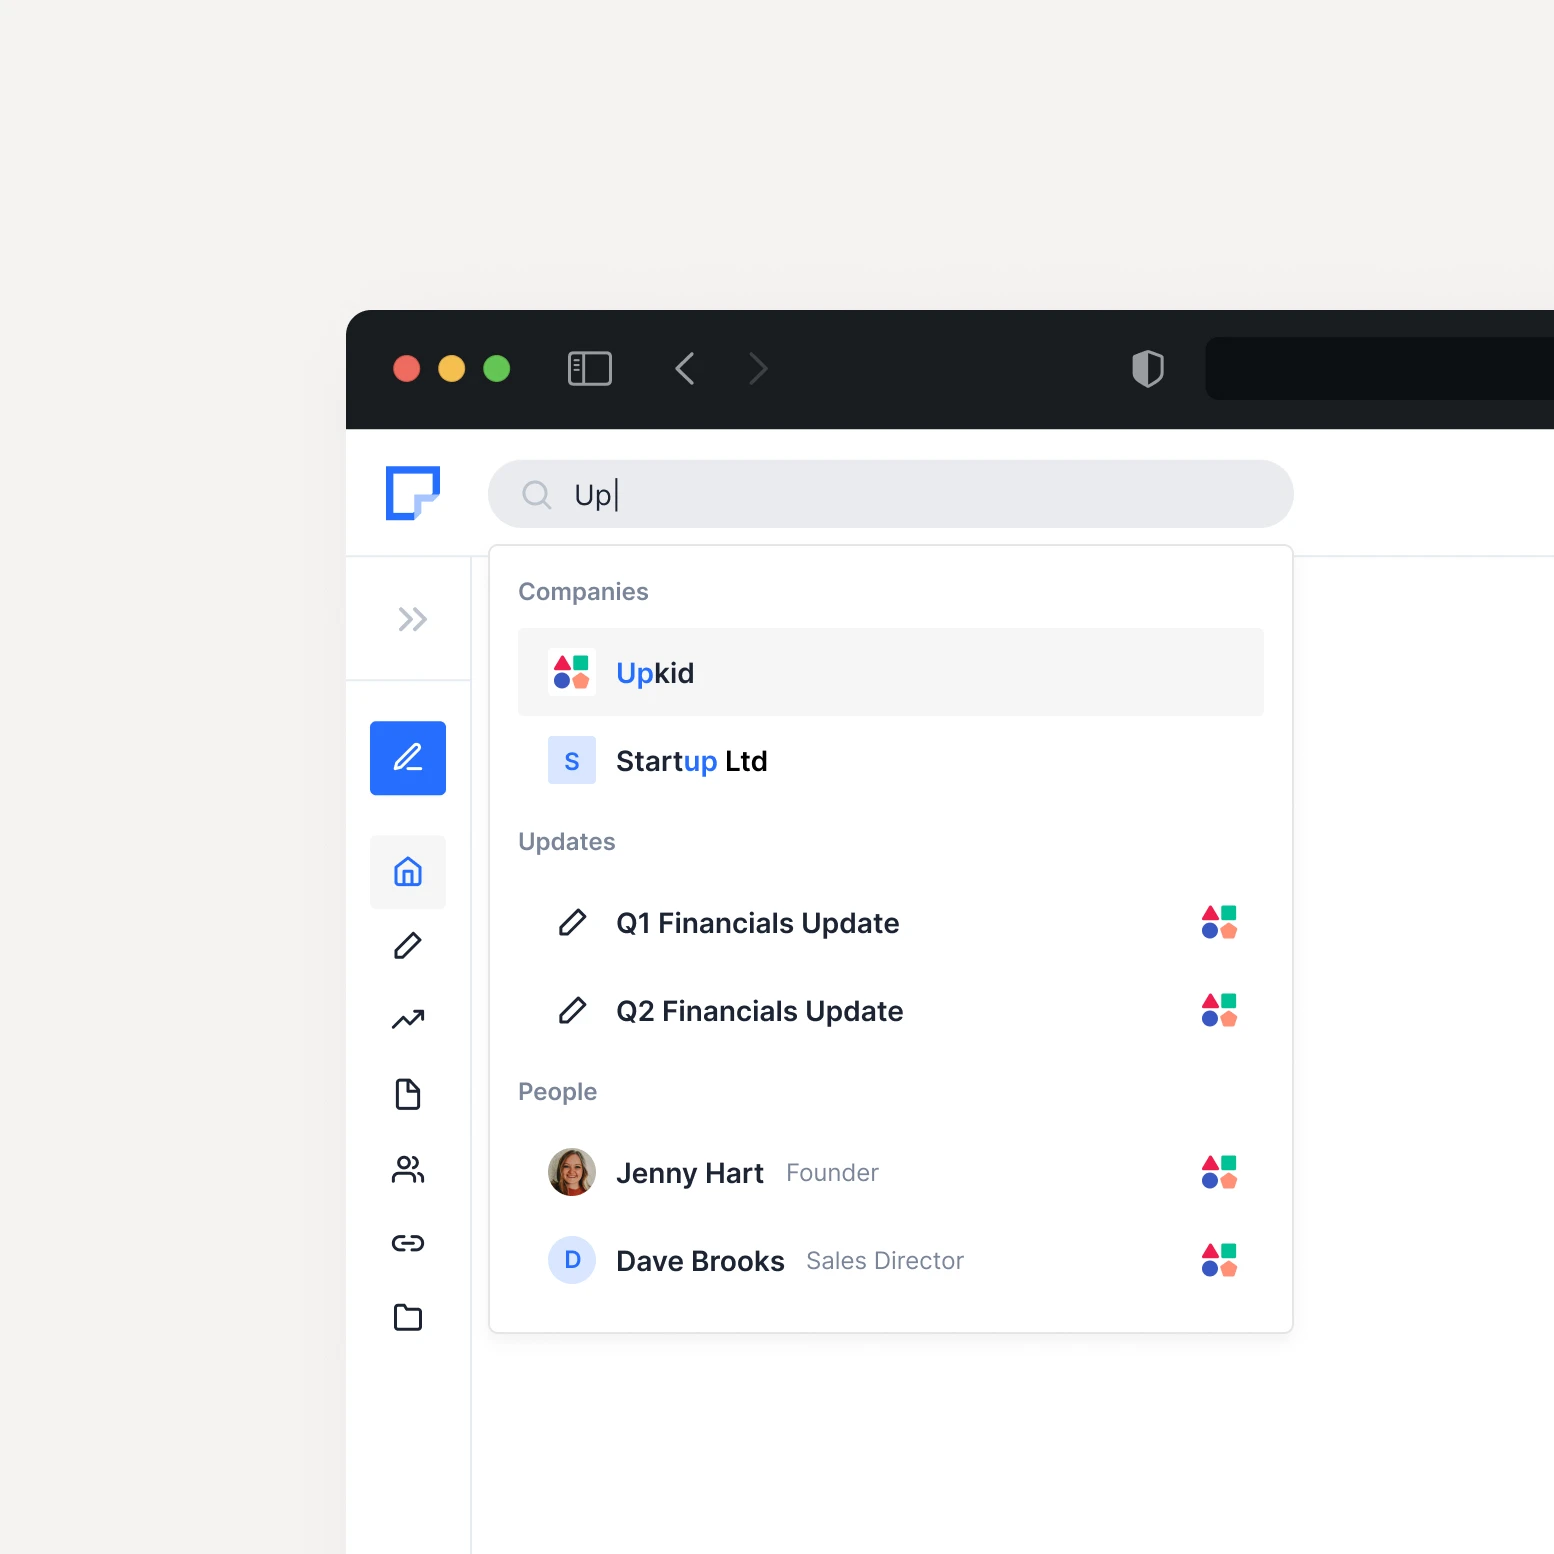 Up
Companies
Upkid
S Startup Ltd
Updates
Q1 Financials Update
Q2 Financials Update
People
Jenny Hart Founder
D Dave Brooks Sales Director